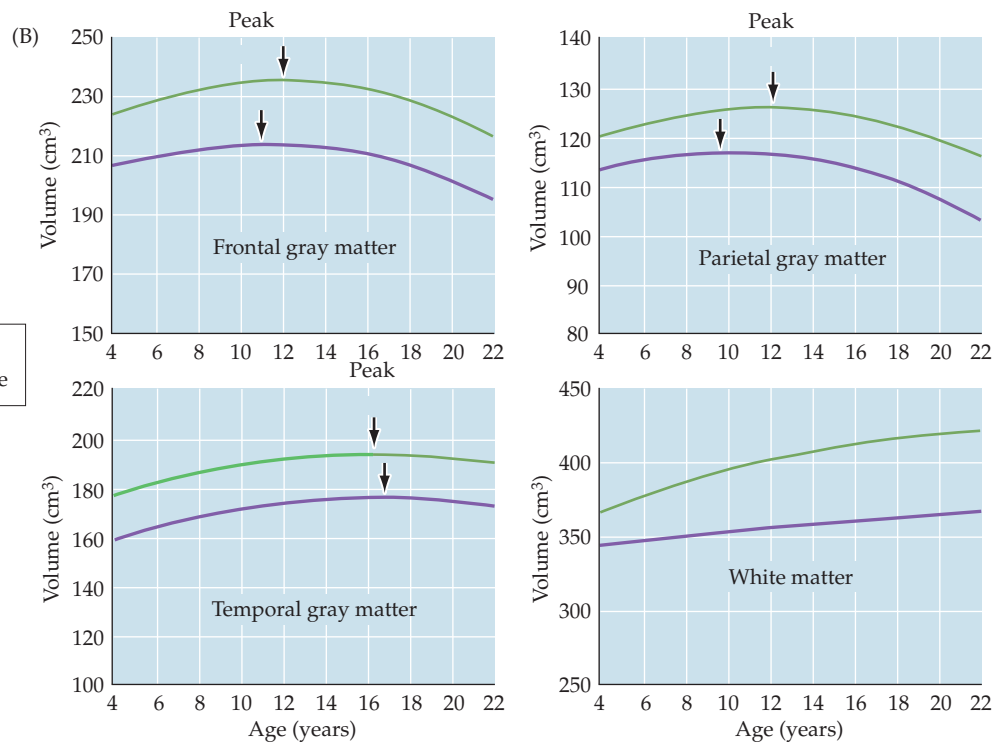 (B)
Peak
250
230
210
190
170
150
Volume (cm³)
Frontal gray matter
4 6 8 10 12 14 16 18 20 22
Peak
140
130
120
110
100
90
80
Volume (cm³)
Parietal gray matter
4 6 8 10 12 14 16 18 20 22
e
Peak
220
200
180
160
140
120
100
Volume (cm³)
Temporal gray matter
4 6 8 10 12 14 16 18 20 22
Age (years)
450
400
350
300
250
Volume (cm³)
White matter
4 6 8 10 12 14 16 18 20 22
Age (years)